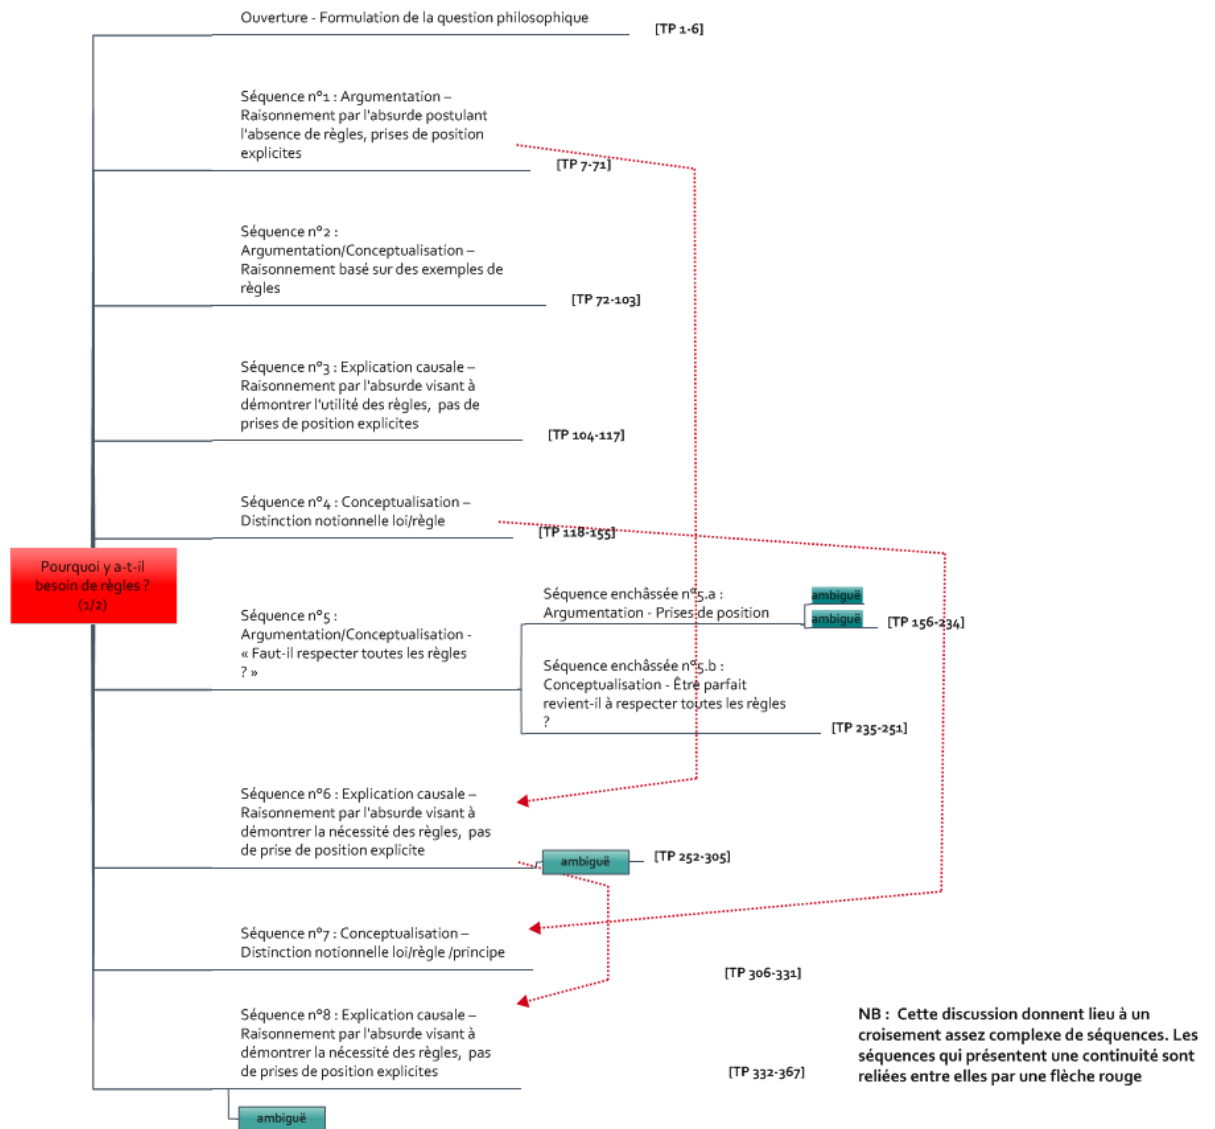 Ouverture - Formulation de la question philosophique
[TP 1-6]
Séquence n°1 : Argumentation –
Raisonnement par l'absurde postulant
l'absence de règles, prises de position
explicites
[TP 7-71]
Séquence n°2 :
Argumentation/Conceptualisation –
Raisonnement basé sur des exemples de
règles
[TP 72-103]
Séquence n°3 : Explication causale –
Raisonnement par l'absurde visant à
démontrer l'utilité des règles, pas de
prises de position explicites
[TP 104-117]
Séquence n°4 : Conceptualisation –
Distinction notionnelle loi/règle
[TP 118-155]
Pourquoi y a-t-il
besoin de règles ?
(1/2)
Séquence n°5 :
Argumentation/Conceptualisation -
« Faut-il respecter toutes les règles
? »
Séquence enchâssée n°5.a :
Argumentation - Prises de position
ambiguë
ambiguë
[TP 156-234]
Séquence enchâssée n°5.b :
Conceptualisation - Être parfait
revient-il à respecter toutes les règles
?
[TP 235-251]
Séquence n°6 : Explication causale –
Raisonnement par l'absurde visant à
démontrer la nécessité des règles, pas
de prise de position explicite
ambiguë
[TP 252-305]
Séquence n°7 : Conceptualisation –
Distinction notionnelle loi/règle /principe
[TP 306-331]
Séquence n°8 : Explication causale –
Raisonnement par l'absurde visant à
démontrer la nécessité des règles, pas
de prises de position explicites
[TP 332-367]
ambiguë
NB : Cette discussion donnent lieu à un
croisement assez complexe de séquences. Les
séquences qui présentent une continuité sont
reliées entre elles par une flèche rouge